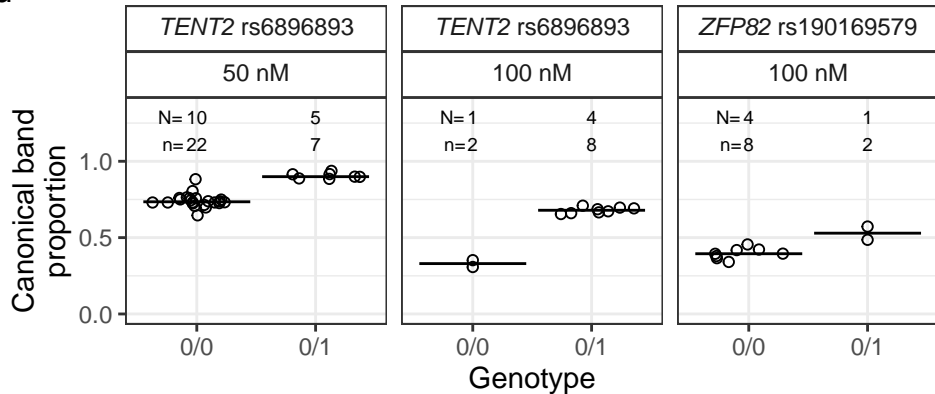 TENT2 rs6896893
TENT2 rs6896893
ZFP82 rs190169579
50 nM
100 nM
100 nM
N= 10 5
n= 22 7
N= 1 4
n= 2 8
N= 4 1
n= 8 2
Canonical band
proportion
1.0
0.5
0.0
0/0 0/1
0/0 0/1
0/0 0/1
Genotype